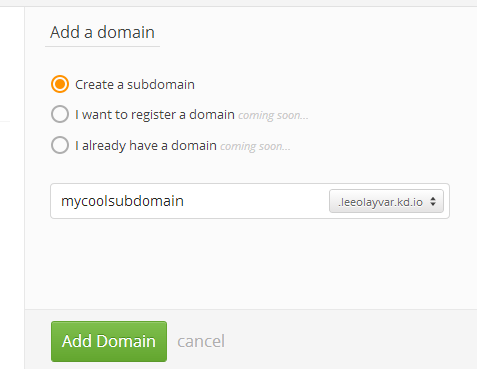 Add a domain
Create a subdomain
I want to register a domain coming soon...
I already have a domain coming soon...
mycoolsubdomain .leeolayvar.kd.io
Add Domain cancel